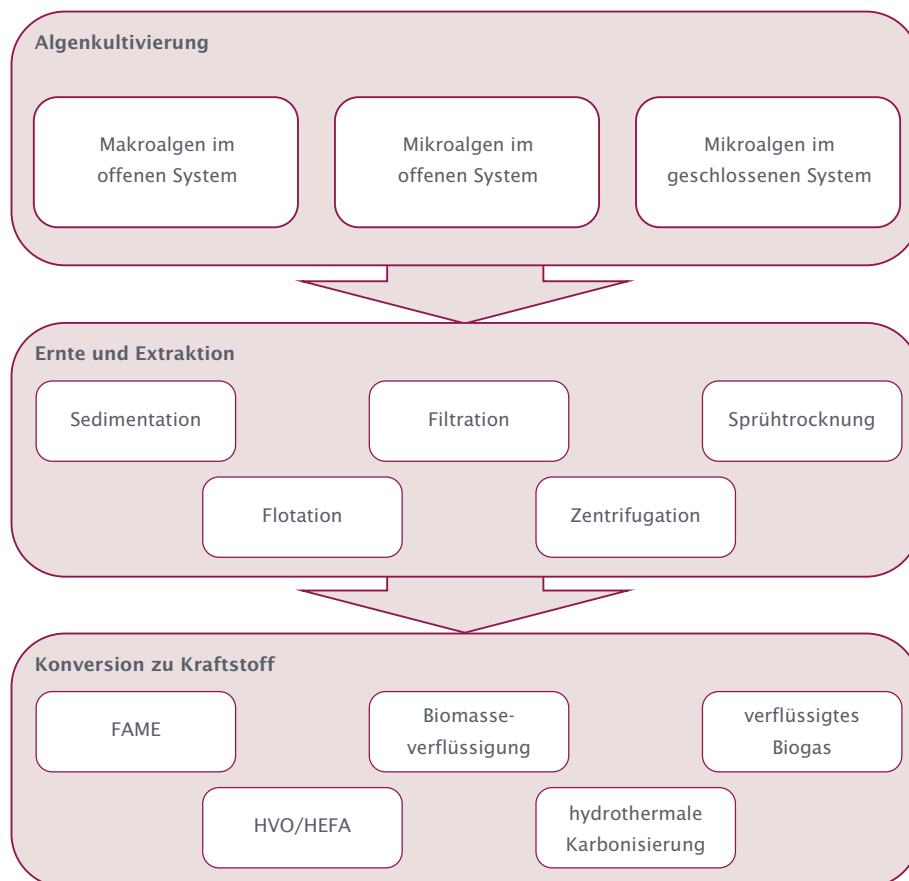 Algenkultivierung
Makroalgen im
offenen System
Mikroalgen im
offenen System
Mikroalgen im
geschlossenen System
Ernte und Extraktion
Sedimentation
Filtration
Sprühtrocknung
Flotation
Zentrifugation
Konversion zu Kraftstoff
FAME
Biomasse-
verflüssigung
verflüssigtes
Biogas
HVO/HEFA
hydrothermale
Karbonisierung